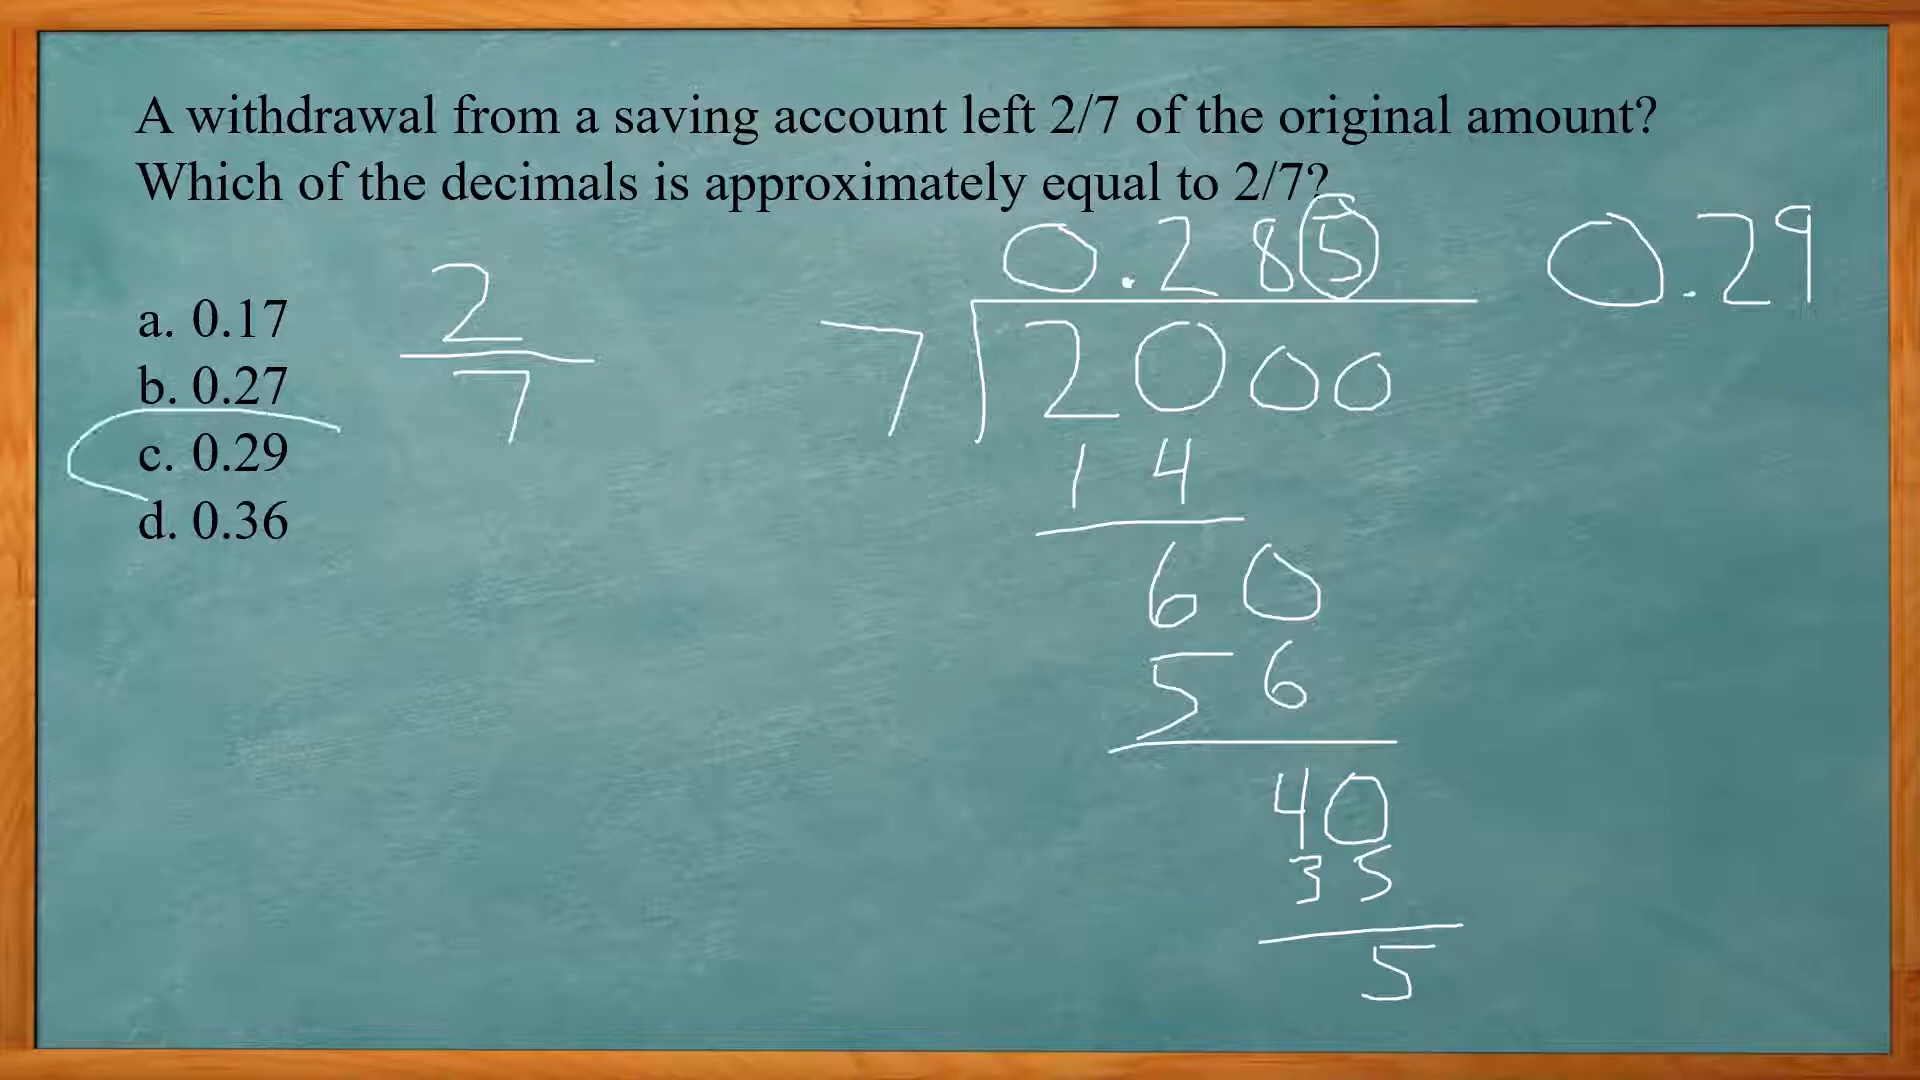 A withdrawal from a saving account left 2/7 of the original amount?
Which of the decimals is approximately equal to 2/7?
0.285
0.29
a. 0.17
b. 0.27
c. 0.29
d. 0.36
2
7
7 2000
14
60
56
40
35
5